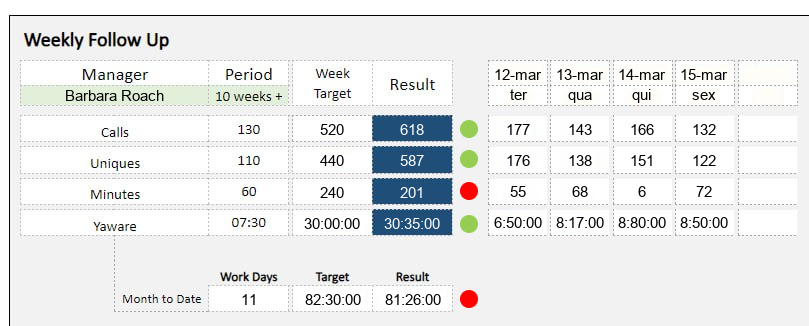 Weekly Follow Up
Manager Period Week Target Result 12-mar 13-mar 14-mar 15-mar
Barbara Roach 10 weeks + ter qua qui sex
Calls 130 520 618 177 143 166 132
Uniques 110 440 587 176 138 151 122
Minutes 60 240 201 55 68 6 72
Yaware 07:30 30:00:00 30:35:00 6:50:00 8:17:00 8:80:00 8:50:00
Work Days Target Result
Month to Date 11 82:30:00 81:26:00